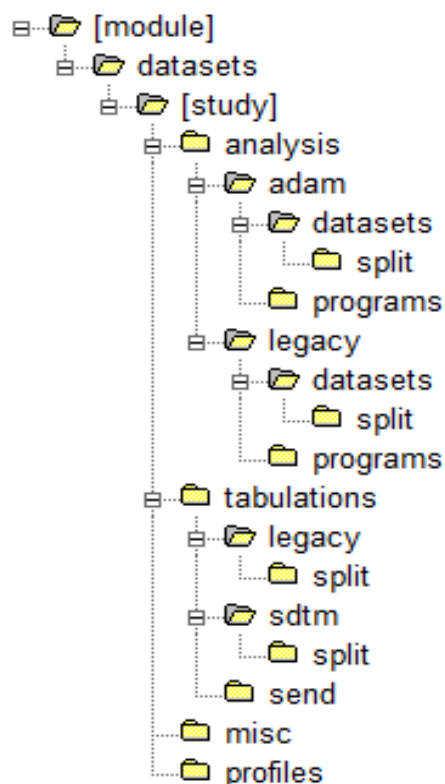 [module]
datasets
[study]
analysis
adam
datasets
split
programs
legacy
datasets
split
programs
tabulations
legacy
split
sdtm
split
send
misc
profiles